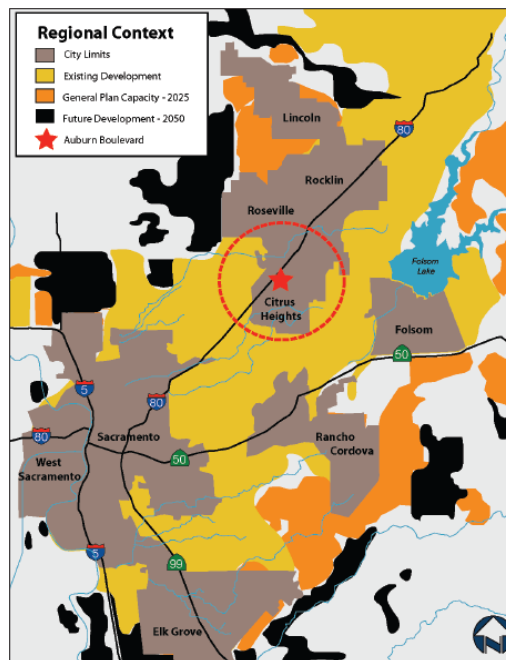 Regional Context
City Limits
Existing Development
General Plan Capacity - 2025
Future Development - 2050
Auburn Boulevard
Lincoln
80
Rocklin
Roseville
Folsom
Lake
Citrus
Heights
Folsom
50
5
80
80
Sacramento
Rancho
Cordova
West
Sacramento
50
5
99
Elk Grove
N